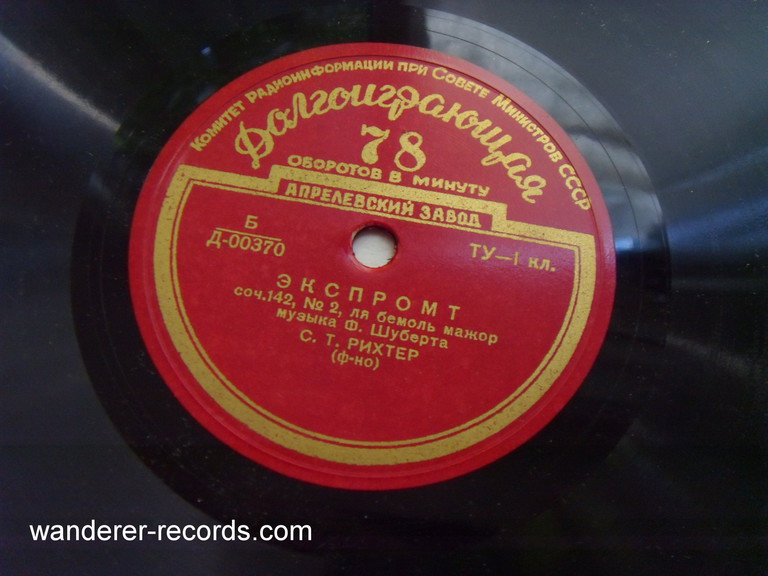 Комитет Радиоинформации при Совете Министров СССР
Долгоиграющая
78
ОБОРОТОВ В МИНУТУ
АПРЕЛЕВСКИЙ ЗАВОД
Б
Д-00370
ТУ—I кл.
ЭКСПРОМТ
соч.142, № 2, ля бемоль мажор
музыка Ф. Шуберта
С. Т. РИХТЕР
(ф-но)
wanderer-records.com